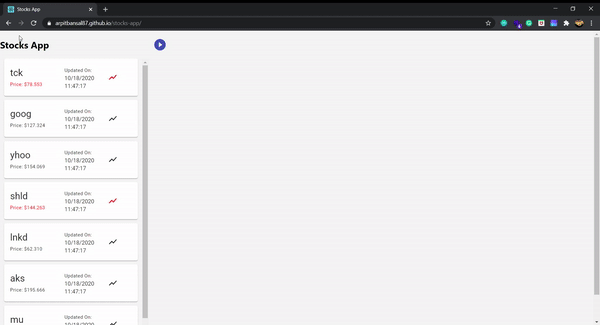 Stocks App
arpitbansal87.github.io/stocks-app/
Stocks App
tck
Price: $78.553
Updated On:
10/18/2020
11:47:17
goog
Price: $127.324
Updated On:
10/18/2020
11:47:17
yhoo
Price: $154.069
Updated On:
10/18/2020
11:47:17
shld
Price: $144.253
Updated On:
10/18/2020
11:47:17
lnkd
Price: $62.310
Updated On:
10/18/2020
11:47:17
aks
Price: $195.666
Updated On:
10/18/2020
11:47:17
mu
Updated On:
10/18/2020